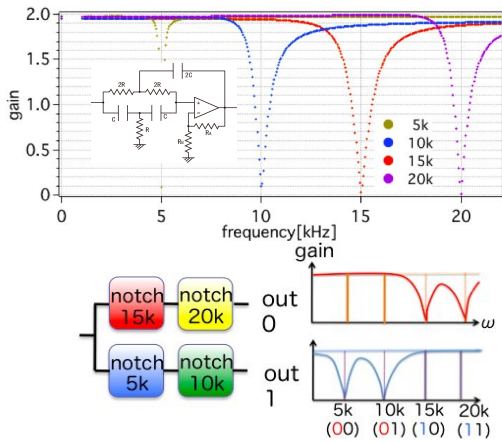 2.0
1.5
1.0
0.5
0
gain
0
5
10
15
20
frequency[kHz]
2C
2R
2R
C
C
R
5k
10k
15k
20k
gain
notch
15k
notch
20k
out
0
ω
notch
5k
notch
10k
out
1
5k
10k
15k
20k
(00)
(01)
(10)
(11)